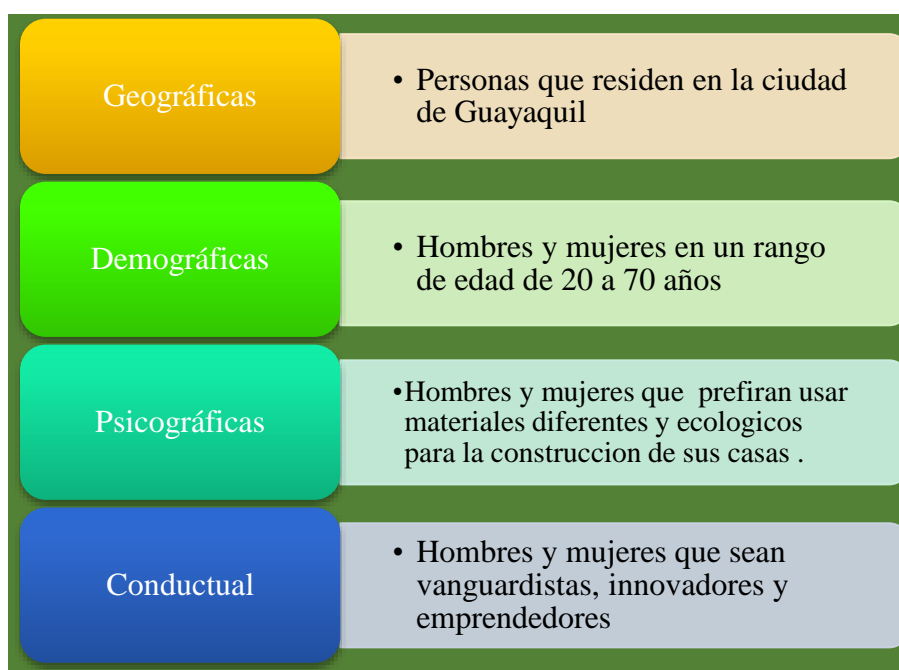 Geográficas
• Personas que residen en la ciudad
de Guayaquil
Demográficas
• Hombres y mujeres en un rango
de edad de 20 a 70 años
Psicográficas
•Hombres y mujeres que  prefiran usar
materiales diferentes y ecologicos
para la construccion de sus casas .
Conductual
• Hombres y mujeres que sean
vanguardistas, innovadores y
emprendedores